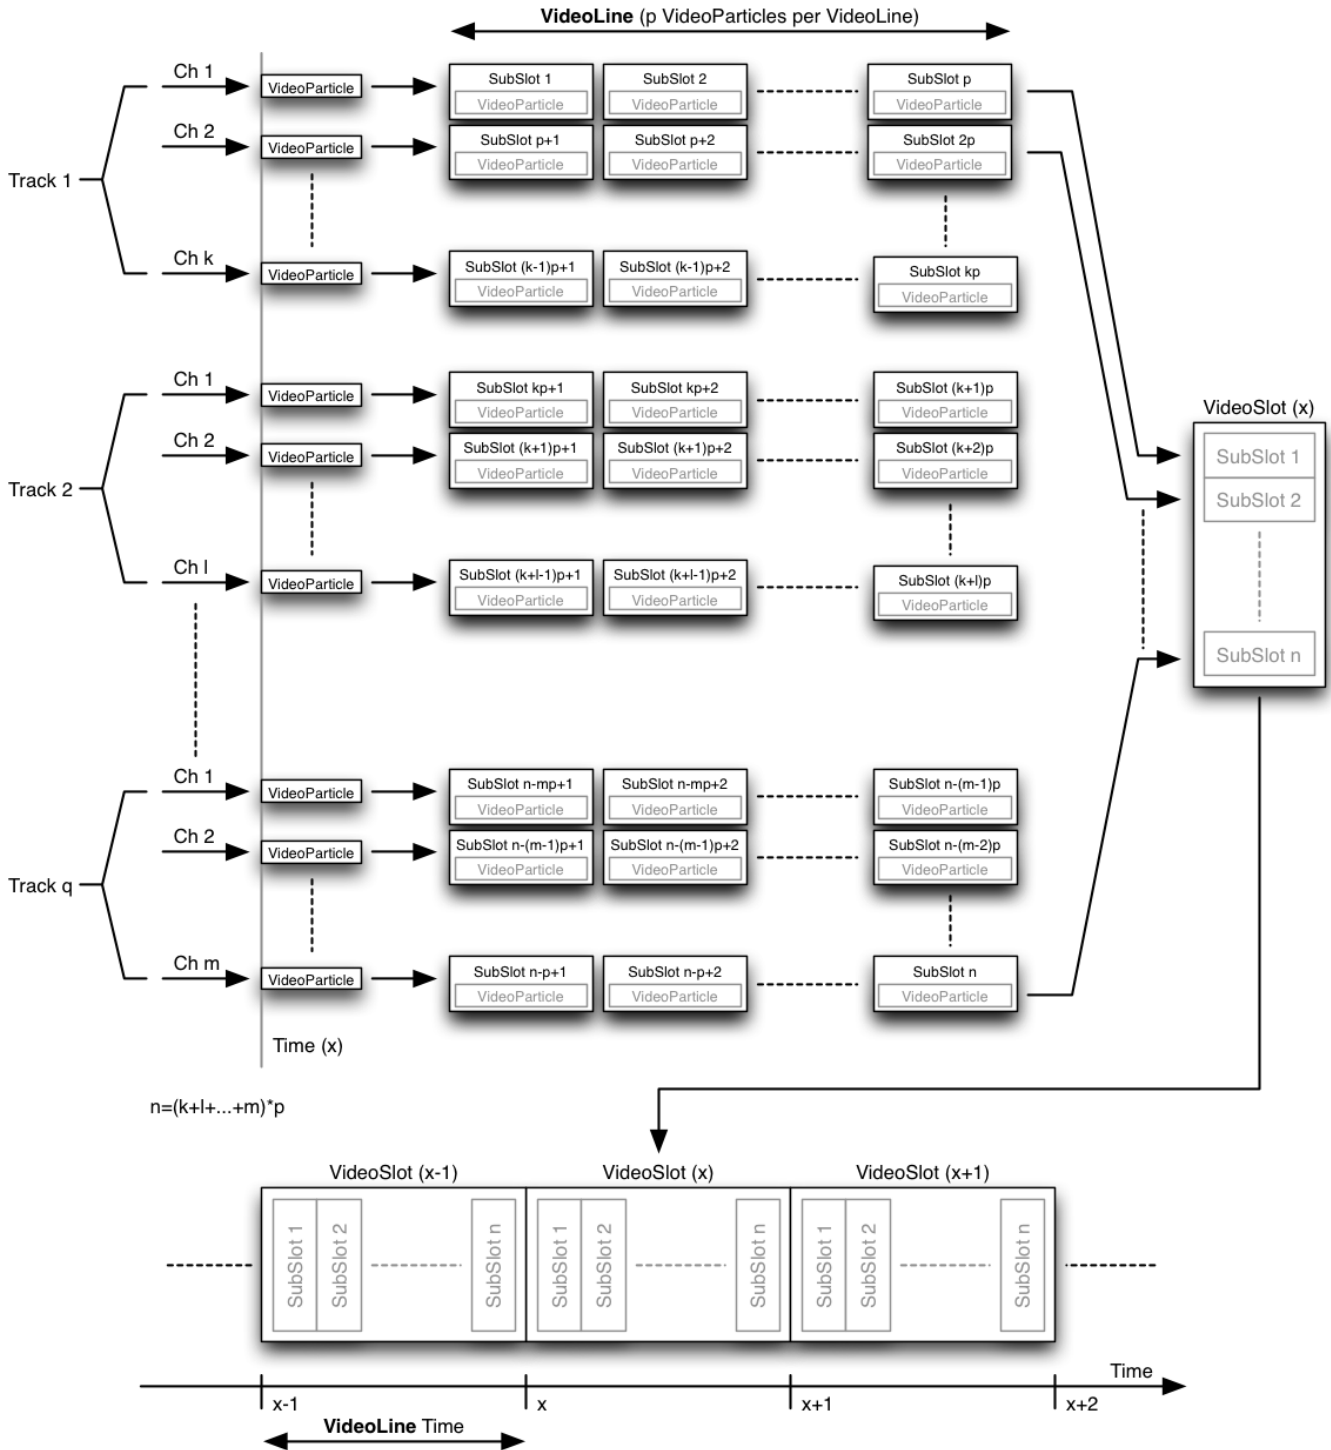 VideoLine (p VideoParticles per VideoLine)
Ch 1
VideoParticle
SubSlot 1
VideoParticle
SubSlot 2
VideoParticle
SubSlot p
VideoParticle
Ch 2
VideoParticle
SubSlot p+1
VideoParticle
SubSlot p+2
VideoParticle
SubSlot 2p
VideoParticle
Track 1
Ch k
VideoParticle
SubSlot (k-1)p+1
VideoParticle
SubSlot (k-1)p+2
VideoParticle
SubSlot kp
VideoParticle
Ch 1
VideoParticle
SubSlot kp+1
VideoParticle
SubSlot kp+2
VideoParticle
SubSlot (k+1)p
VideoParticle
Ch 2
VideoParticle
SubSlot (k+1)p+1
VideoParticle
SubSlot (k+1)p+2
VideoParticle
SubSlot (k+2)p
VideoParticle
Track 2
Ch l
VideoParticle
SubSlot (k+l-1)p+1
VideoParticle
SubSlot (k+l-1)p+2
VideoParticle
SubSlot (k+l)p
VideoParticle
VideoSlot (x)
SubSlot 1
SubSlot 2
SubSlot n
Ch 1
VideoParticle
SubSlot n-mp+1
VideoParticle
SubSlot n-mp+2
VideoParticle
SubSlot n-(m-1)p
VideoParticle
Ch 2
VideoParticle
SubSlot n-(m-1)p+1
VideoParticle
SubSlot n-(m-1)p+2
VideoParticle
SubSlot n-(m-2)p
VideoParticle
Track q
Ch m
VideoParticle
SubSlot n-p+1
VideoParticle
SubSlot n-p+2
VideoParticle
SubSlot n
VideoParticle
Time (x)
n=(k+l+...+m)*p
VideoSlot (x-1)
VideoSlot (x)
VideoSlot (x+1)
SubSlot 1
SubSlot 2
SubSlot n
SubSlot 1
SubSlot 2
SubSlot n
SubSlot 1
SubSlot 2
SubSlot n
Time
x-1
x
x+1
x+2
VideoLine Time